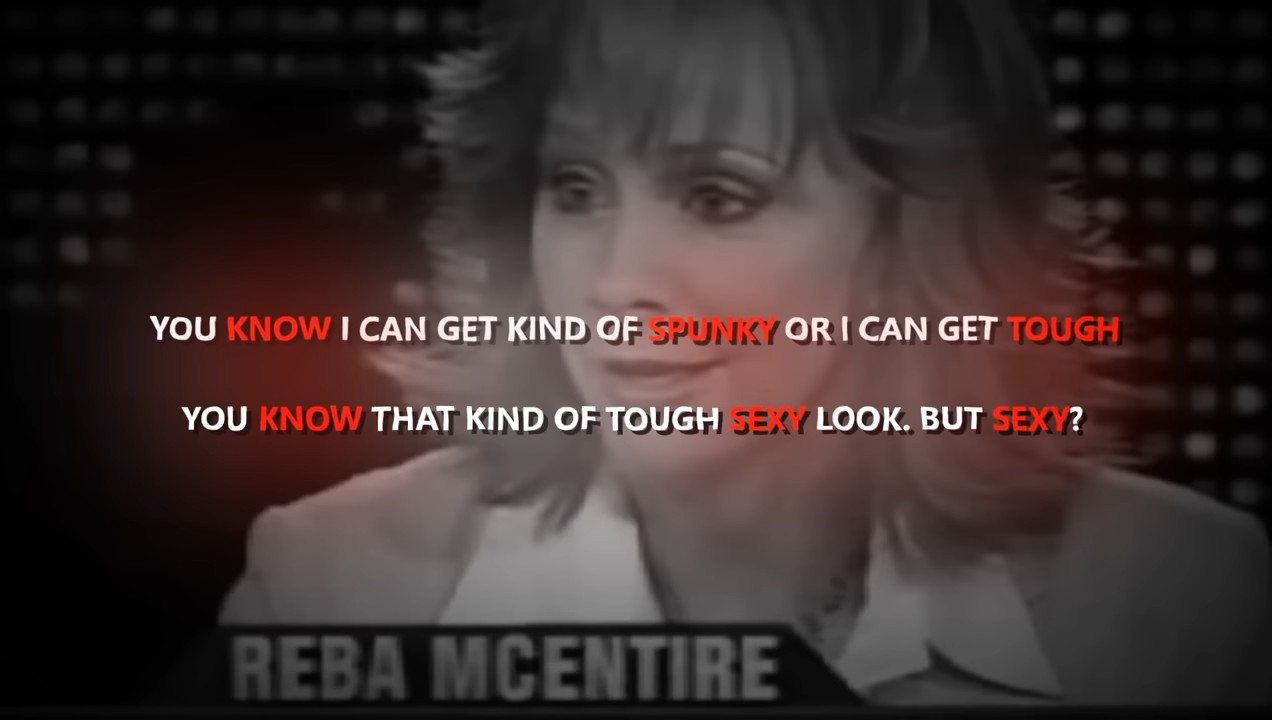 YOU KNOW I CAN GET KIND OF SPUNKY OR I CAN GET TOUGH
YOU KNOW THAT KIND OF TOUGH SEXY LOOK. BUT SEXY?
REBA MCENTIRE